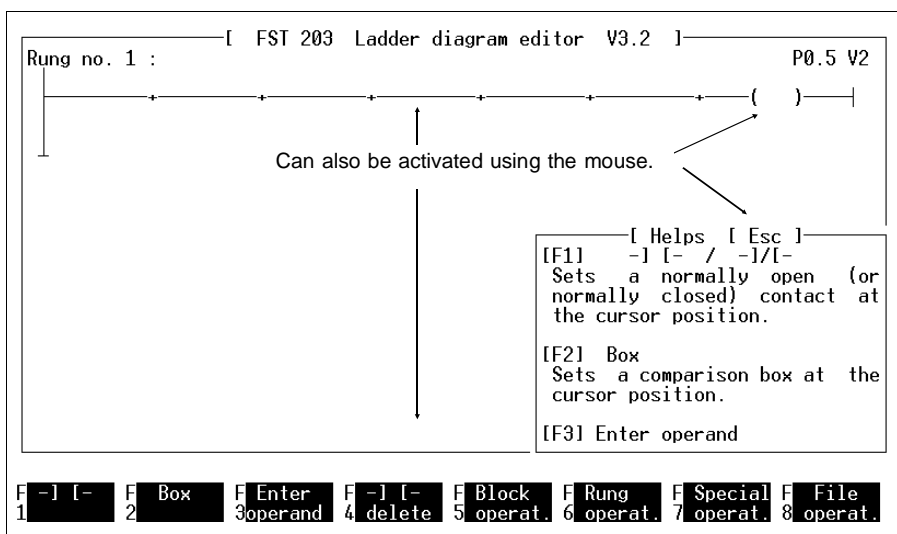 [ FST 203 Ladder diagram editor V3.2 ]
Rung no. 1 : P0.5 V2
( )
Can also be activated using the mouse.
[ Helps [ Esc ]
[F1] -] [- / -]/[-
Sets a normally open (or
normally closed) contact at
the cursor position.
[F2] Box
Sets a comparison box at the
cursor position.
[F3] Enter operand
F1 -] [-
F2 Box
F3 Enter operand
F4 -] [- delete
F5 Block operat.
F6 Rung operat.
F7 Special operat.
F8 File operat.